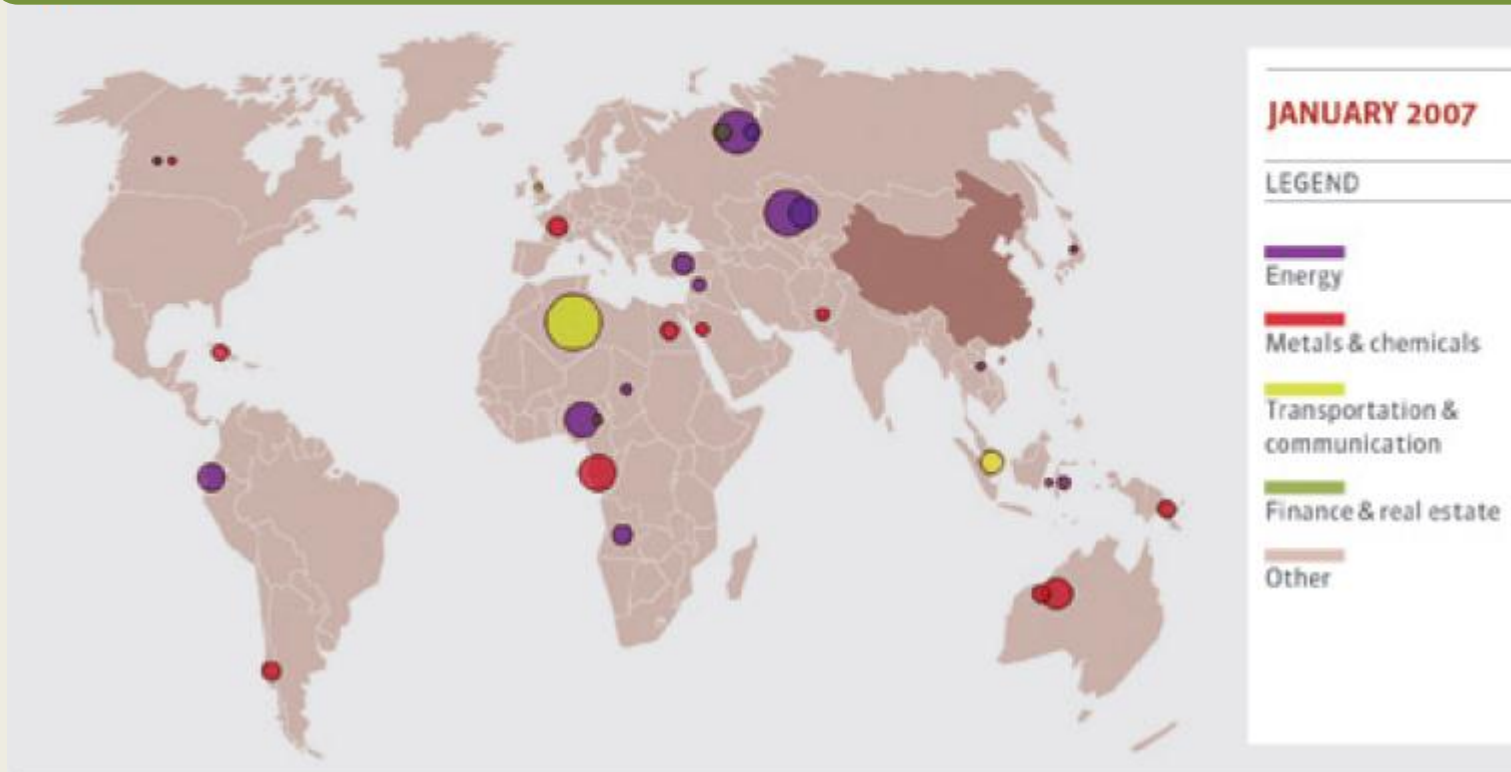 JANUARY 2007
LEGEND
Energy
Metals & chemicals
Transportation &
communication
Finance & real estate
Other